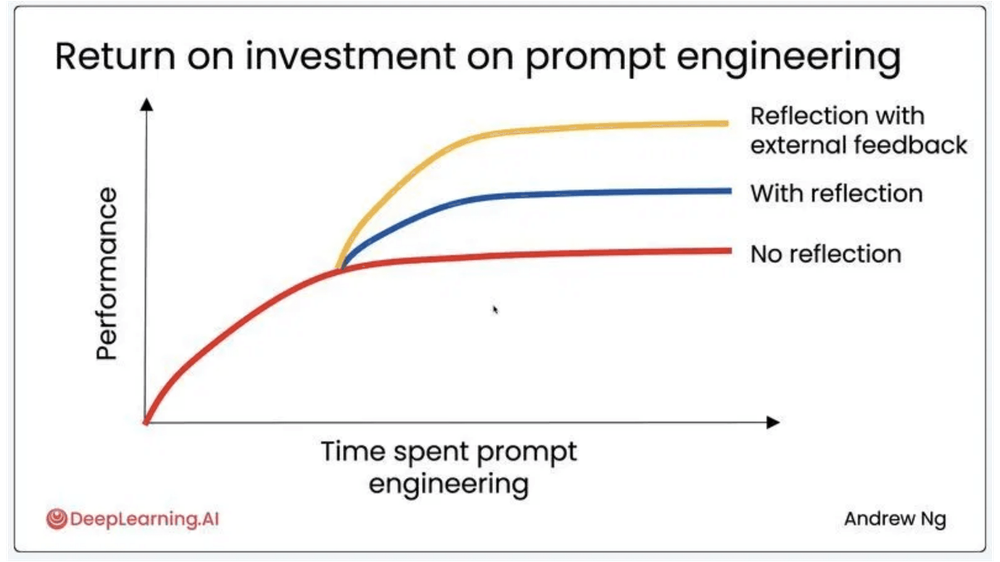 Return on investment on prompt engineering
Reflection with
external feedback
With reflection
No reflection
Performance
Time spent prompt
engineering
DeepLearning.AI
Andrew Ng